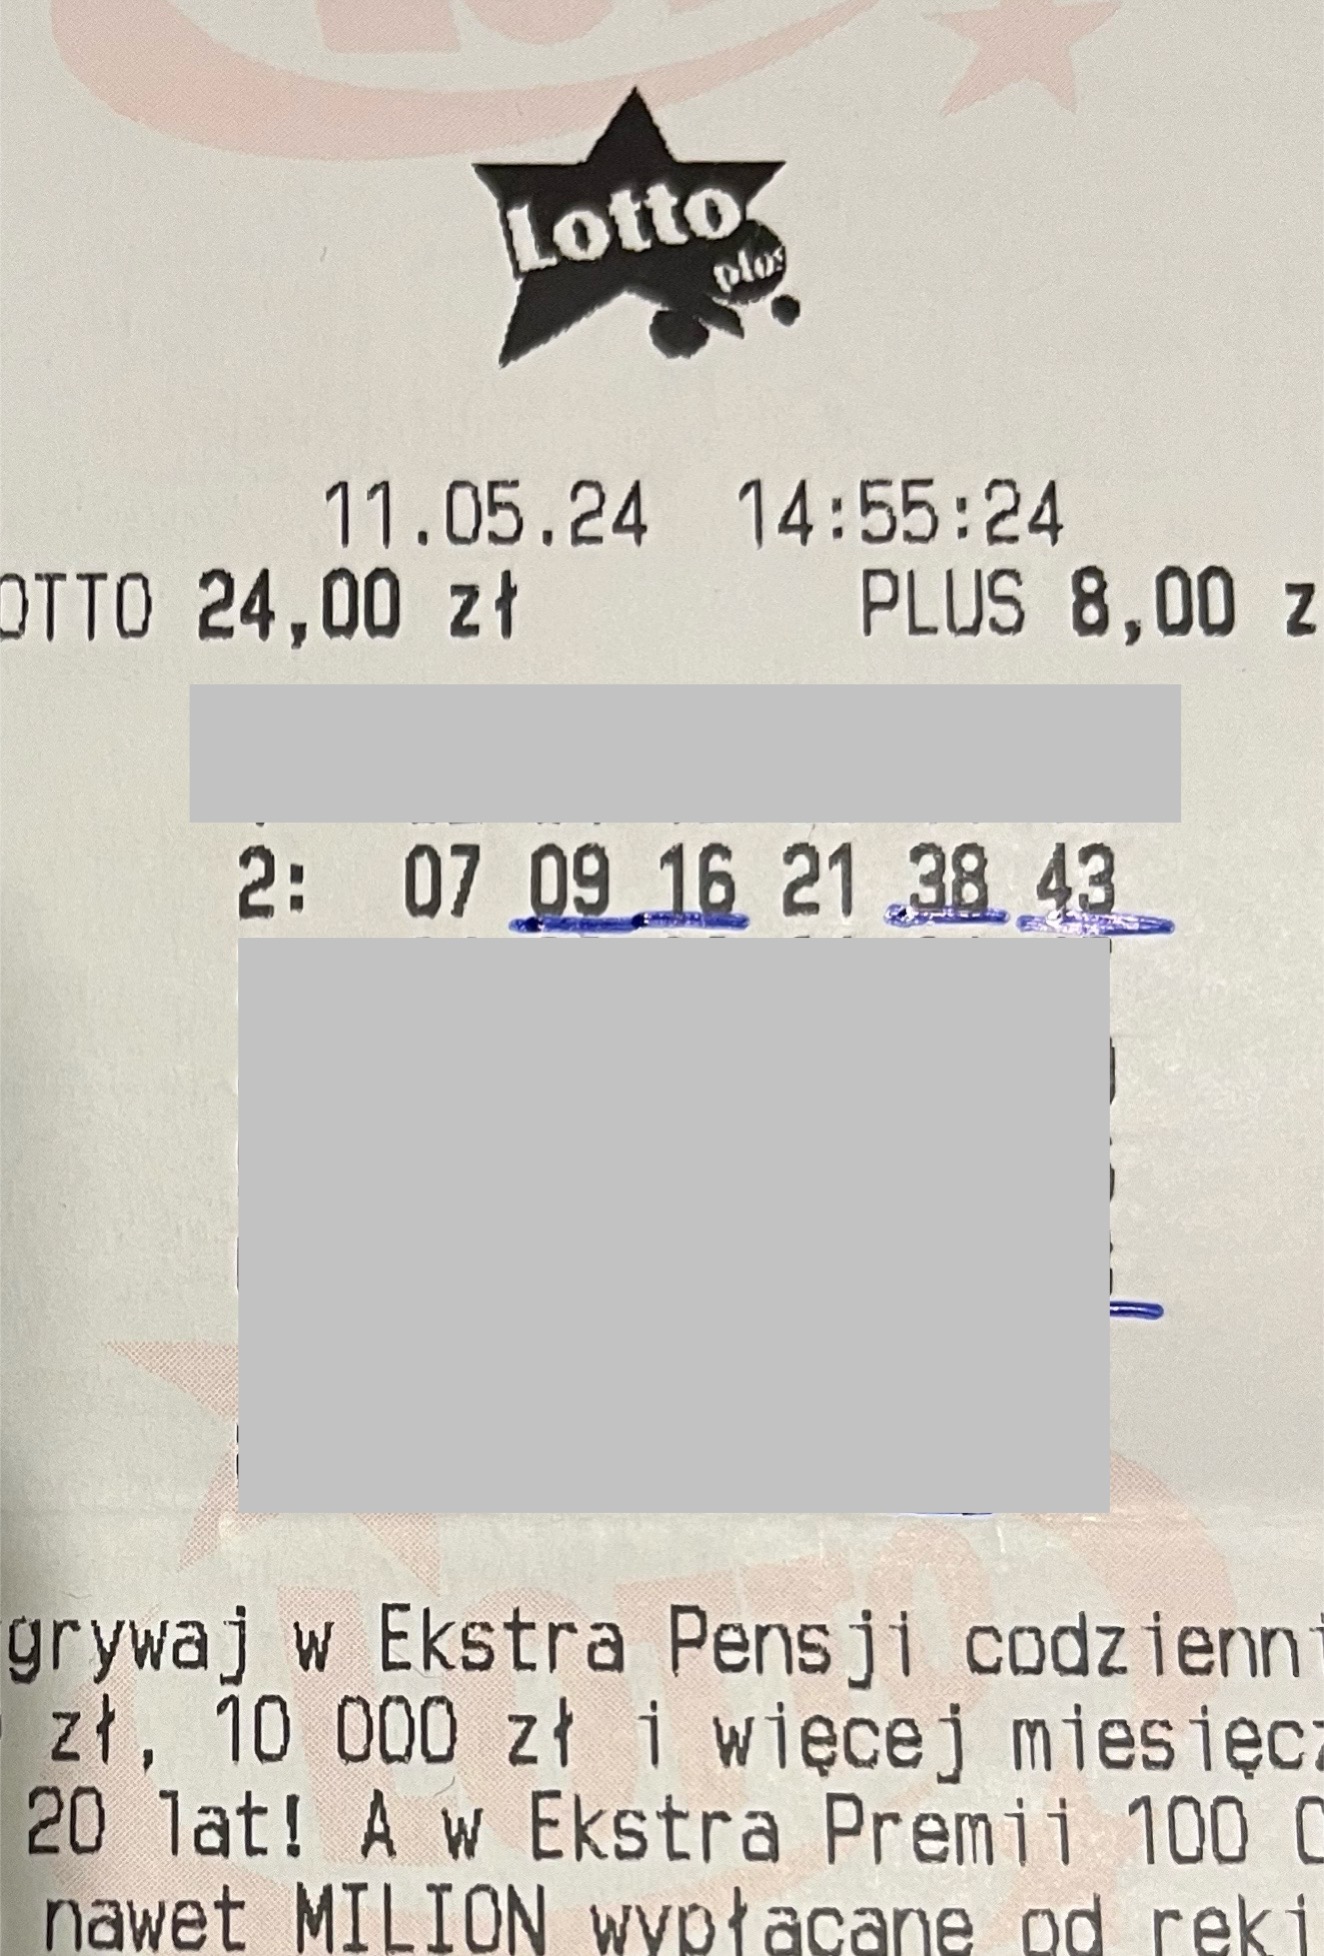 Lotto
plus
11.05.24 14:55:24
OTTO 24,00 zł PLUS 8,00 z
2: 07 09 16 21 38 43
grywaj w Ekstra Pensji codzienni
zł, 10 000 zł i więcej miesięcz
20 lat! A w Ekstra Premii 100 0
nawet MILION wypłacane od ręki